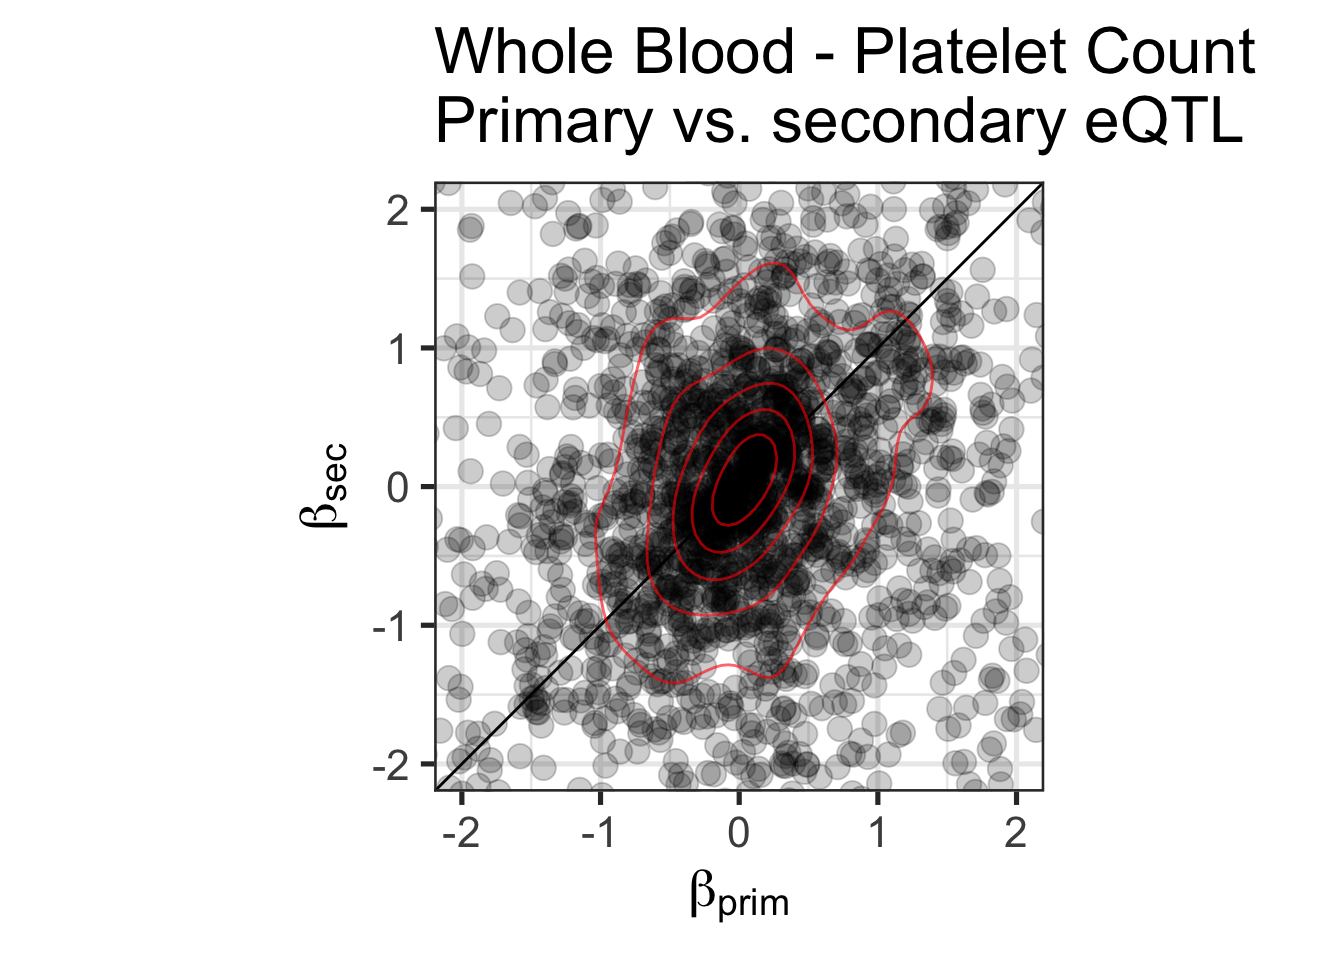 Whole Blood - Platelet Count
Primary vs. secondary eQTL
2
1
0
-1
-2
βsec
-2 -1 0 1 2
βprim